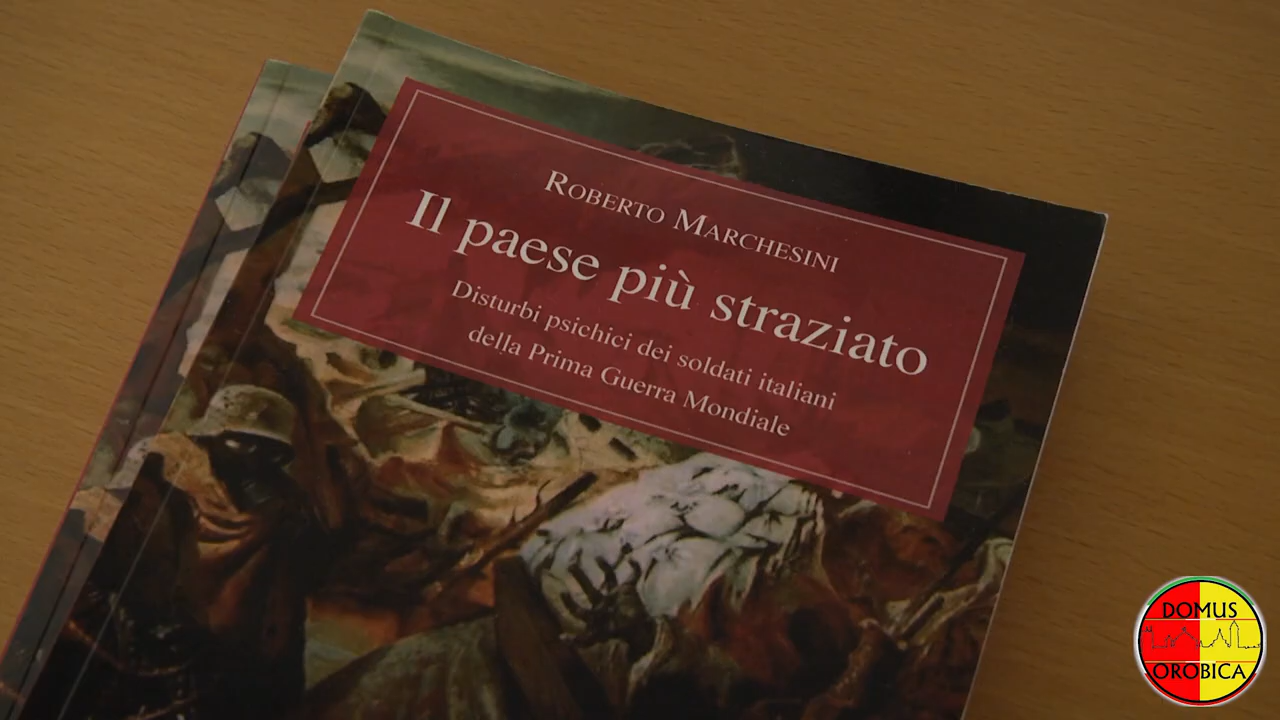 ROBERTO MARCHESINI
Il paese più straziato
Disturbi psichici dei soldati italiani
della Prima Guerra Mondiale
DOMUS
OROBICA